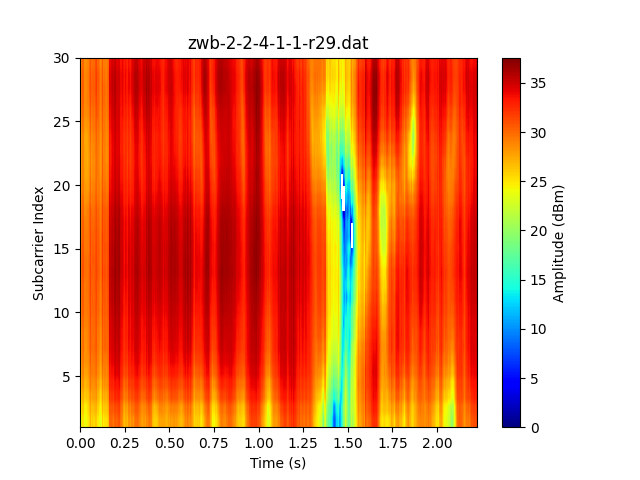 zwb-2-2-4-1-1-r29.dat
30
25
20
15
10
5
Subcarrier Index
0.00 0.25 0.50 0.75 1.00 1.25 1.50 1.75 2.00
Time (s)
35
30
25
20
15
10
5
0
Amplitude (dBm)